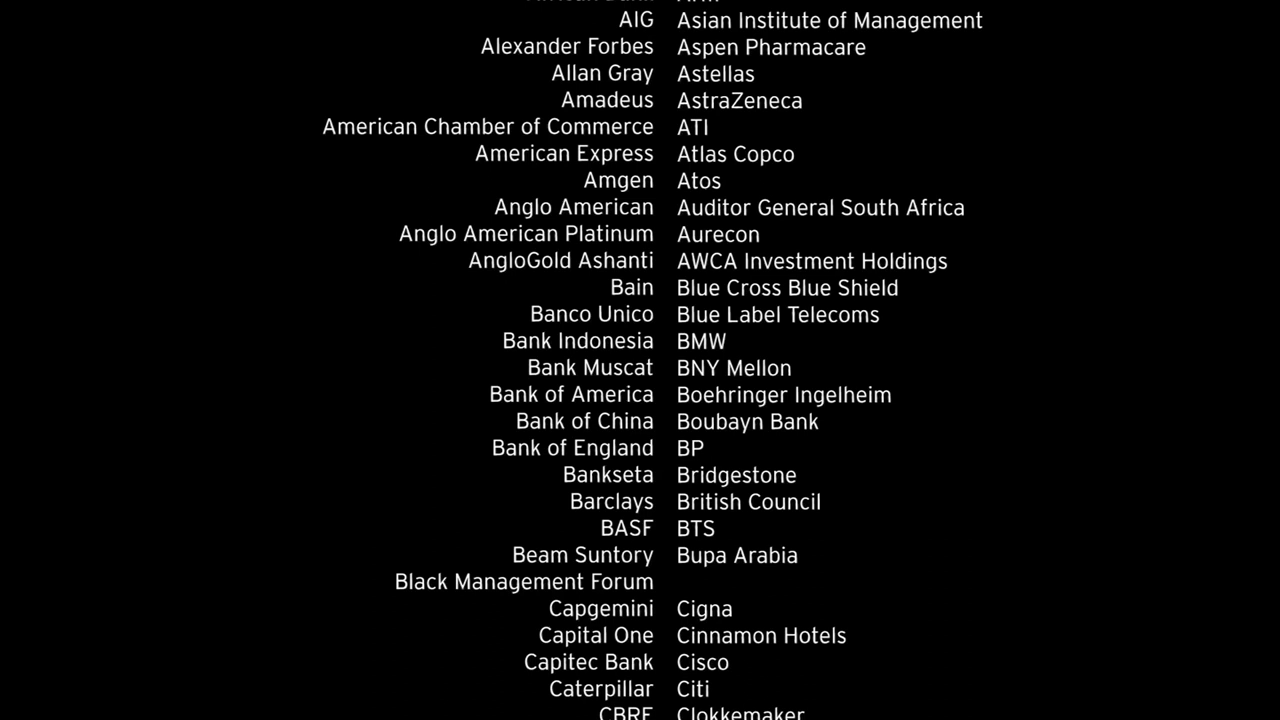 AIG Asian Institute of Management
Alexander Forbes Aspen Pharmacare
Allan Gray Astellas
Amadeus AstraZeneca
American Chamber of Commerce ATI
American Express Atlas Copco
Amgen Atos
Anglo American Auditor General South Africa
Anglo American Platinum Aurecon
AngloGold Ashanti AWCA Investment Holdings
Bain Blue Cross Blue Shield
Banco Unico Blue Label Telecoms
Bank Indonesia BMW
Bank Muscat BNY Mellon
Bank of America Boehringer Ingelheim
Bank of China Boubayn Bank
Bank of England BP
Bankseta Bridgestone
Barclays British Council
BASF BTS
Beam Suntory Bupa Arabia
Black Management Forum
Capgemini Cigna
Capital One Cinnamon Hotels
Capitec Bank Cisco
Caterpillar Citi
CBRE Clokkemaker